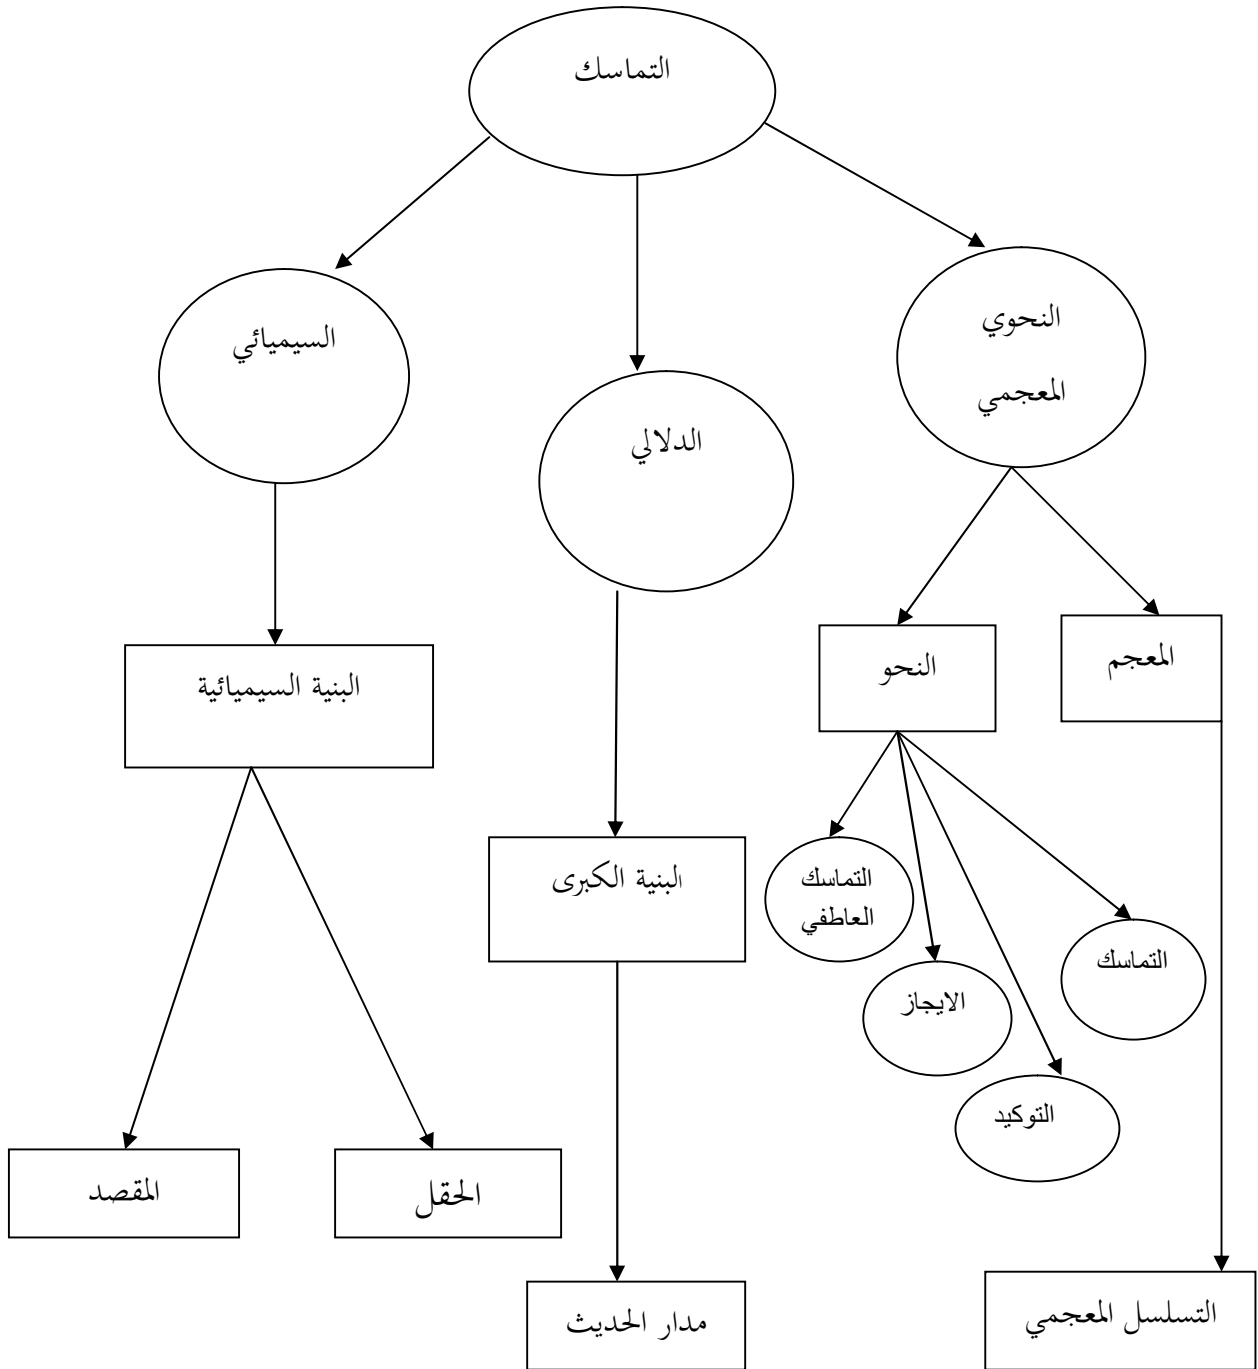 التماسك
النحوي
المعجمي
الدلالي
السيميائي
المعجم
النحو
البنية السيميائية
البنية الكبرى
التماسك
التماسك
العاطفي
الايجاز
التوكيد
الحقل
المقصد
التسلسل المعجمي
مدار الحديث